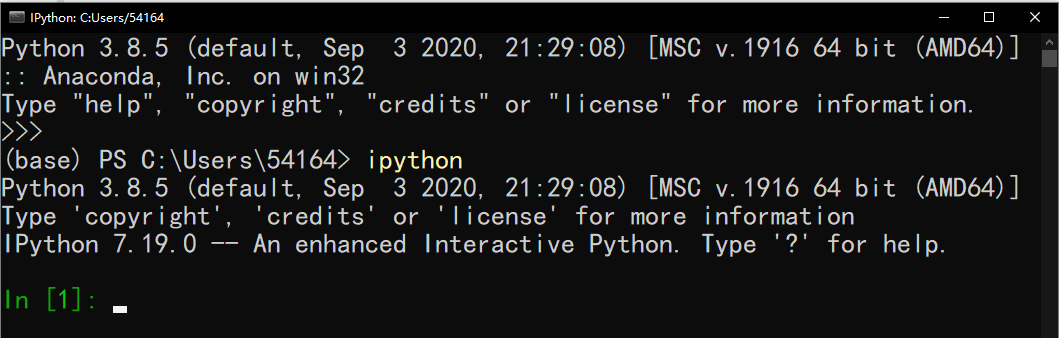 IPython: C:Users/54164
Python 3.8.5 (default, Sep  3 2020, 21:29:08) [MSC v.1916 64 bit (AMD64)]
:: Anaconda, Inc. on win32
Type "help", "copyright", "credits" or "license" for more information.
>>>
(base) PS C:\Users\54164> ipython
Python 3.8.5 (default, Sep  3 2020, 21:29:08) [MSC v.1916 64 bit (AMD64)]
Type 'copyright', 'credits' or 'license' for more information
IPython 7.19.0 -- An enhanced Interactive Python. Type '?' for help.
In [1]: